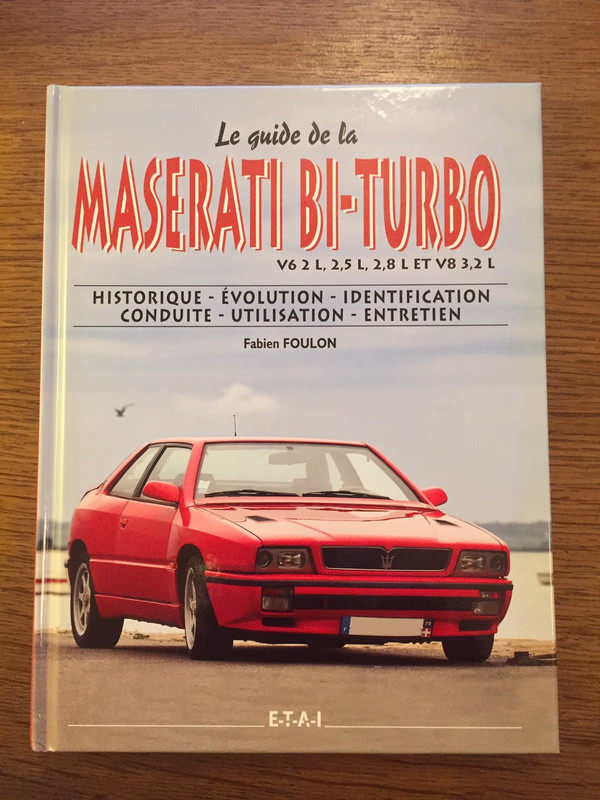 Le guide de la
MASERATI BI-TURBO
V6 2 L, 2,5 L, 2,8 L ET V8 3,2 L
HISTORIQUE - ÉVOLUTION - IDENTIFICATION
CONDUITE - UTILISATION - ENTRETIEN
Fabien FOULON
E-T-A-I